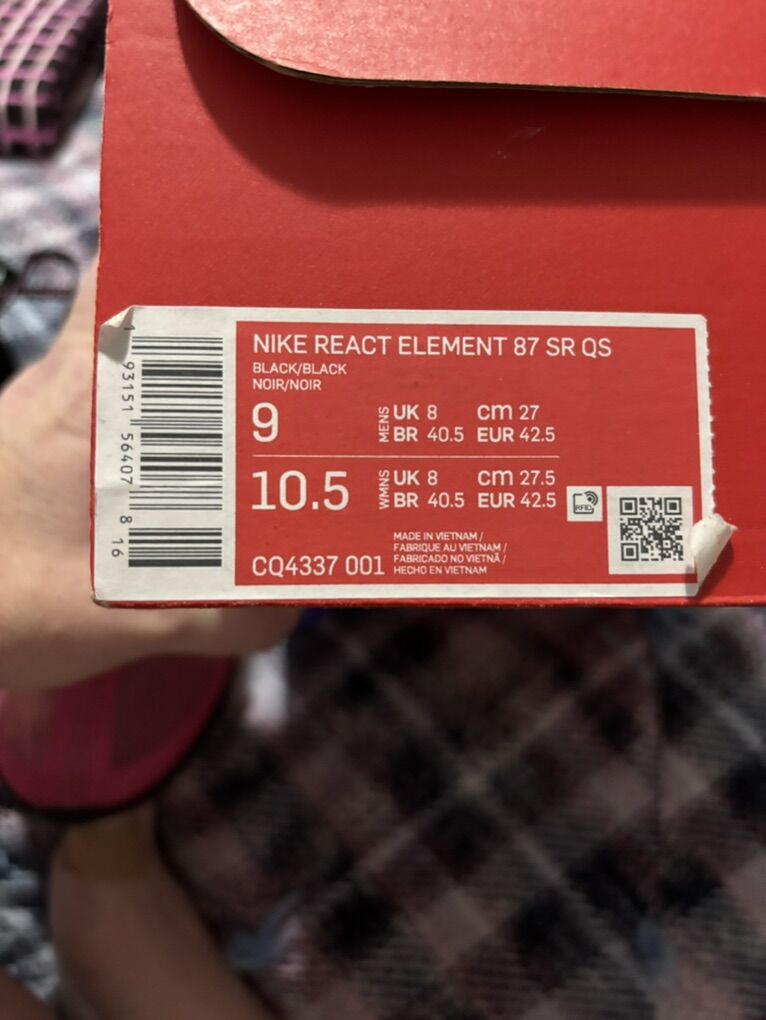 1 93151 56407 8 16
NIKE REACT ELEMENT 87 SR QS
BLACK/BLACK
NOIR/NOIR
9
MENS
UK 8 cm 27
BR 40.5 EUR 42.5
10.5
WMNS
UK 8 cm 27.5
BR 40.5 EUR 42.5
RFID
CQ4337 001
MADE IN VIETNAM /
FABRIQUE AU VIETNAM /
FABRICADO NO VIETNÃ /
HECHO EN VIETNAM